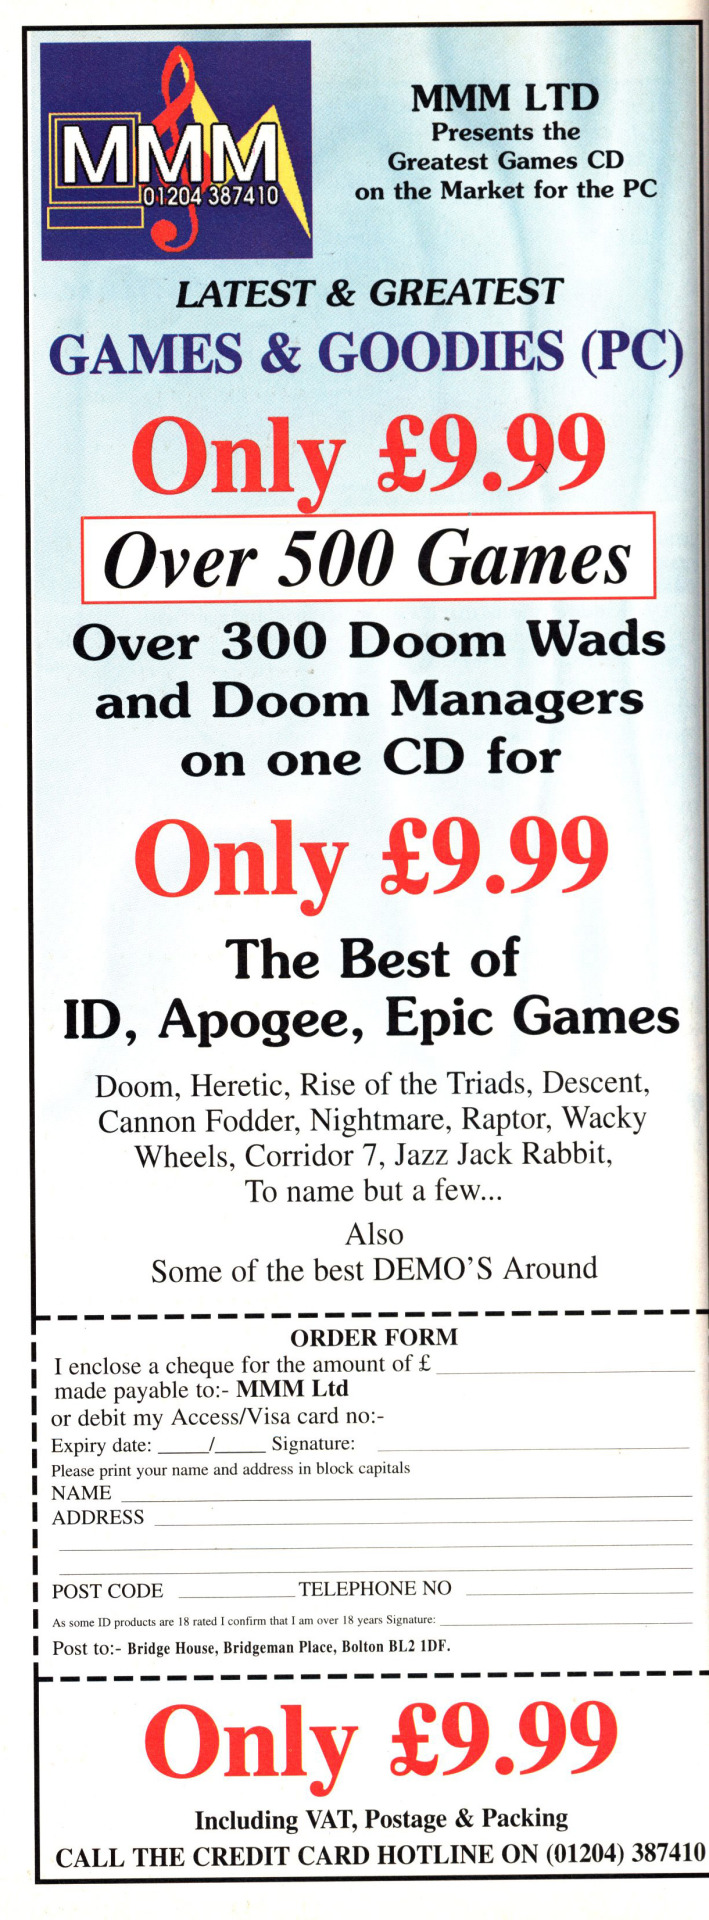 MMM
01204 387410
MMM LTD
Presents the
Greatest Games CD
on the Market for the PC
LATEST & GREATEST
GAMES & GOODIES (PC)
Only £9.99
Over 500 Games
Over 300 Doom Wads
and Doom Managers
on one CD for
Only £9.99
The Best of
ID, Apogee, Epic Games
Doom, Heretic, Rise of the Triads, Descent,
Cannon Fodder, Nightmare, Raptor, Wacky
Wheels, Corridor 7, Jazz Jack Rabbit,
To name but a few...
Also
Some of the best DEMO'S Around
ORDER FORM
I enclose a cheque for the amount of £
made payable to:- MMM Ltd
or debit my Access/Visa card no:-
Expiry date: _____/_____ Signature:
Please print your name and address in block capitals
NAME
ADDRESS
POST CODE ____________ TELEPHONE NO
As some ID products are 18 rated I confirm that I am over 18 years Signature:
Post to:- Bridge House, Bridgeman Place, Bolton BL2 1DF.
Only £9.99
Including VAT, Postage & Packing
CALL THE CREDIT CARD HOTLINE ON (01204) 387410